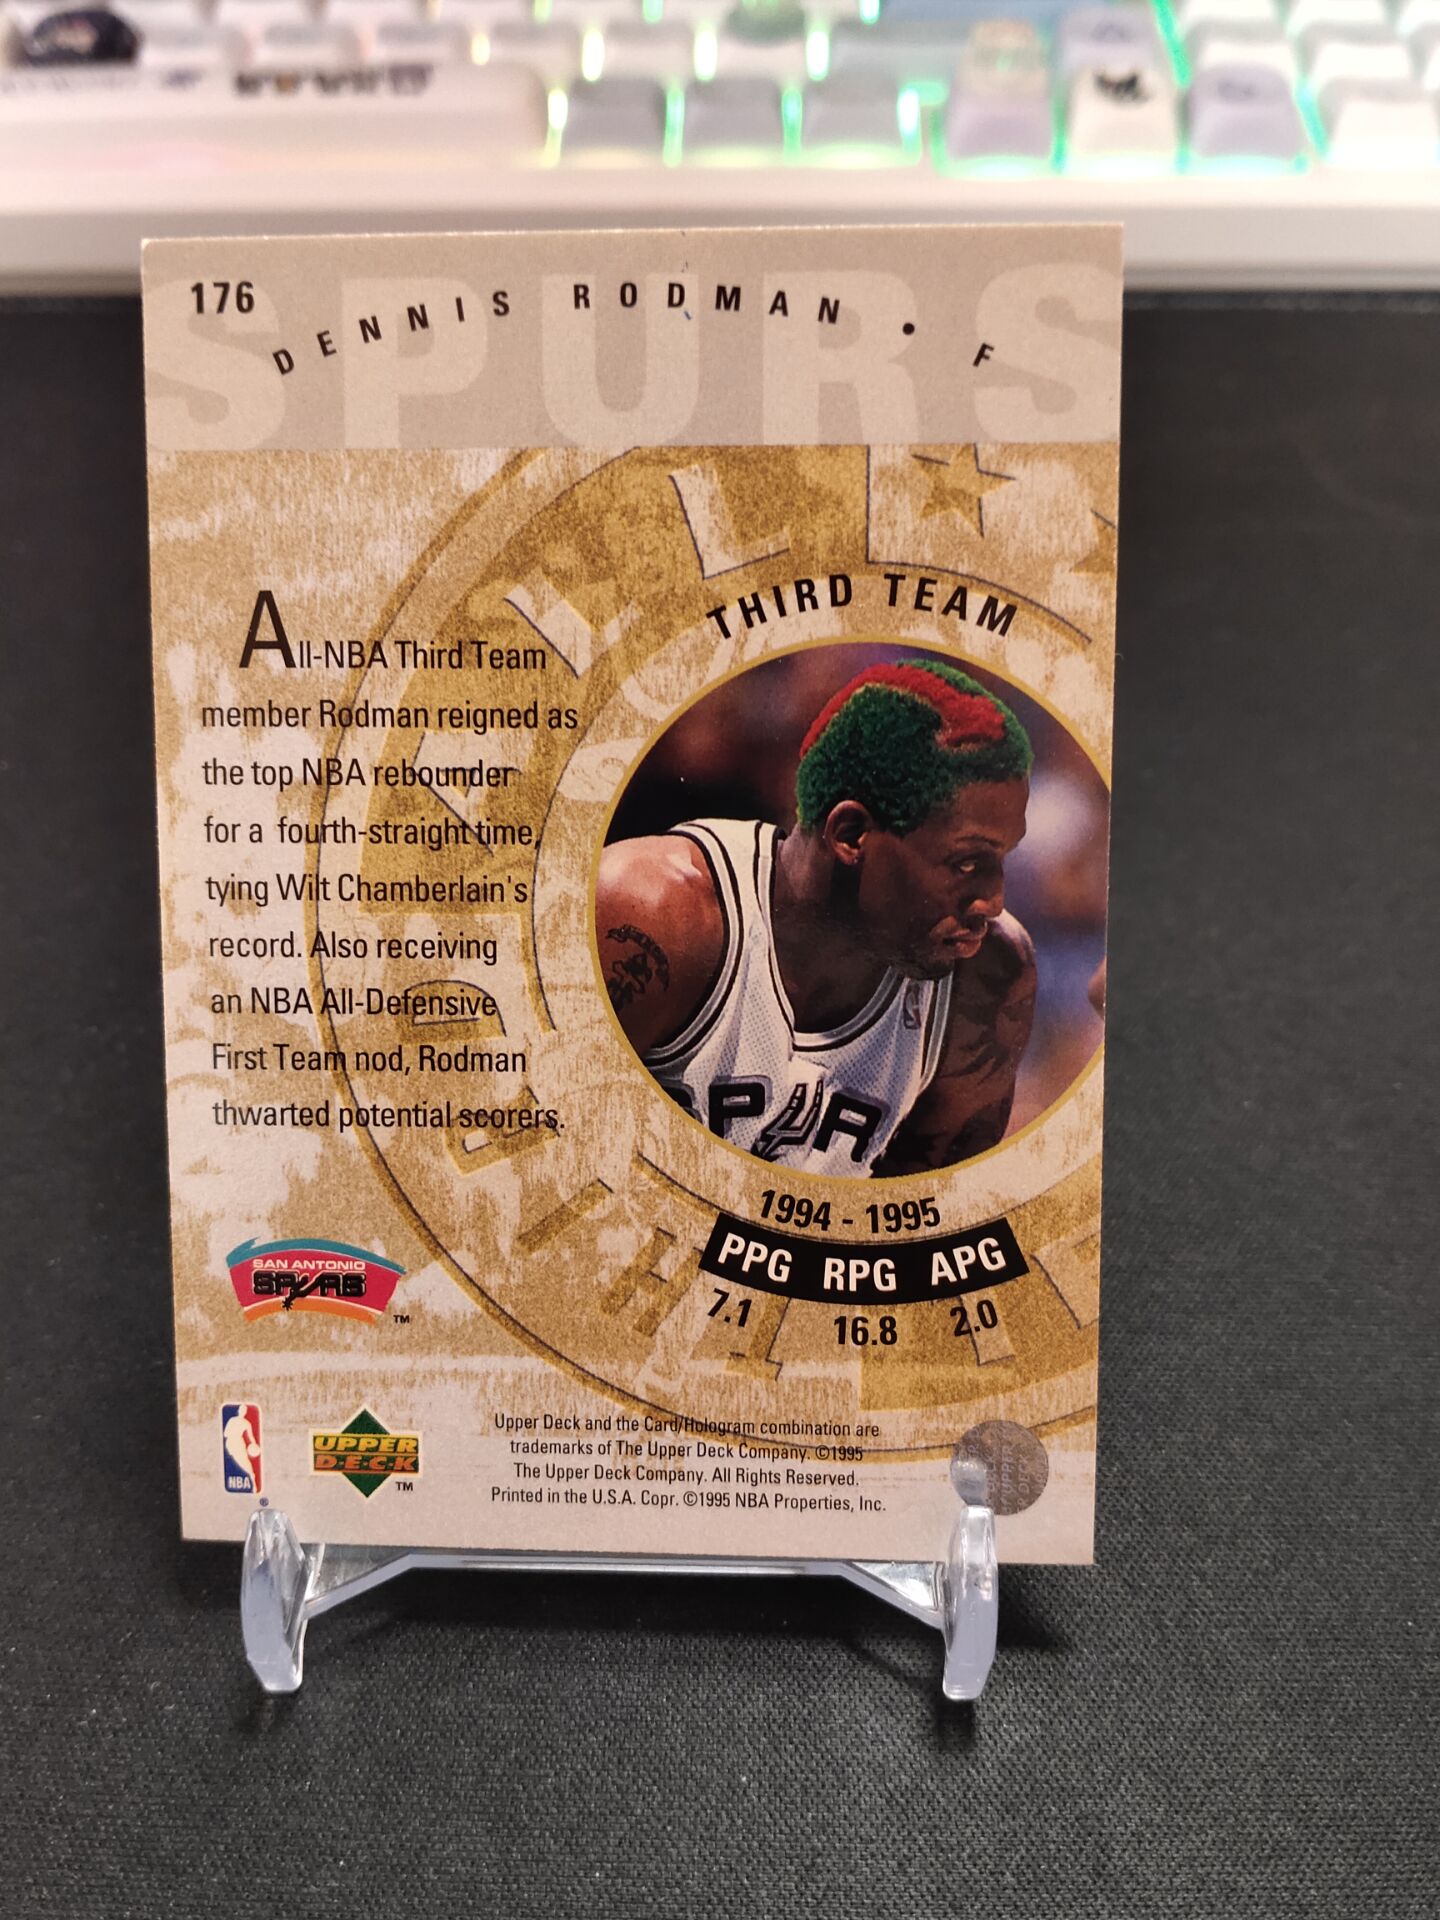 176
DENNIS RODMAN • F
SPURS
THIRD TEAM
All-NBA Third Team
member Rodman reigned as
the top NBA rebounder
for a fourth-straight time,
tying Wilt Chamberlain's
record. Also receiving
an NBA All-Defensive
First Team nod, Rodman
thwarted potential scorers.
SPUR
1994 - 1995
PPG RPG APG
7.1 16.8 2.0
SAN ANTONIO
SPURS
TM
NBA
®
UPPER
DECK
TM
Upper Deck and the Card/Hologram combination are
trademarks of The Upper Deck Company. ©1995
The Upper Deck Company. All Rights Reserved.
Printed in the U.S.A. Copr. ©1995 NBA Properties, Inc.